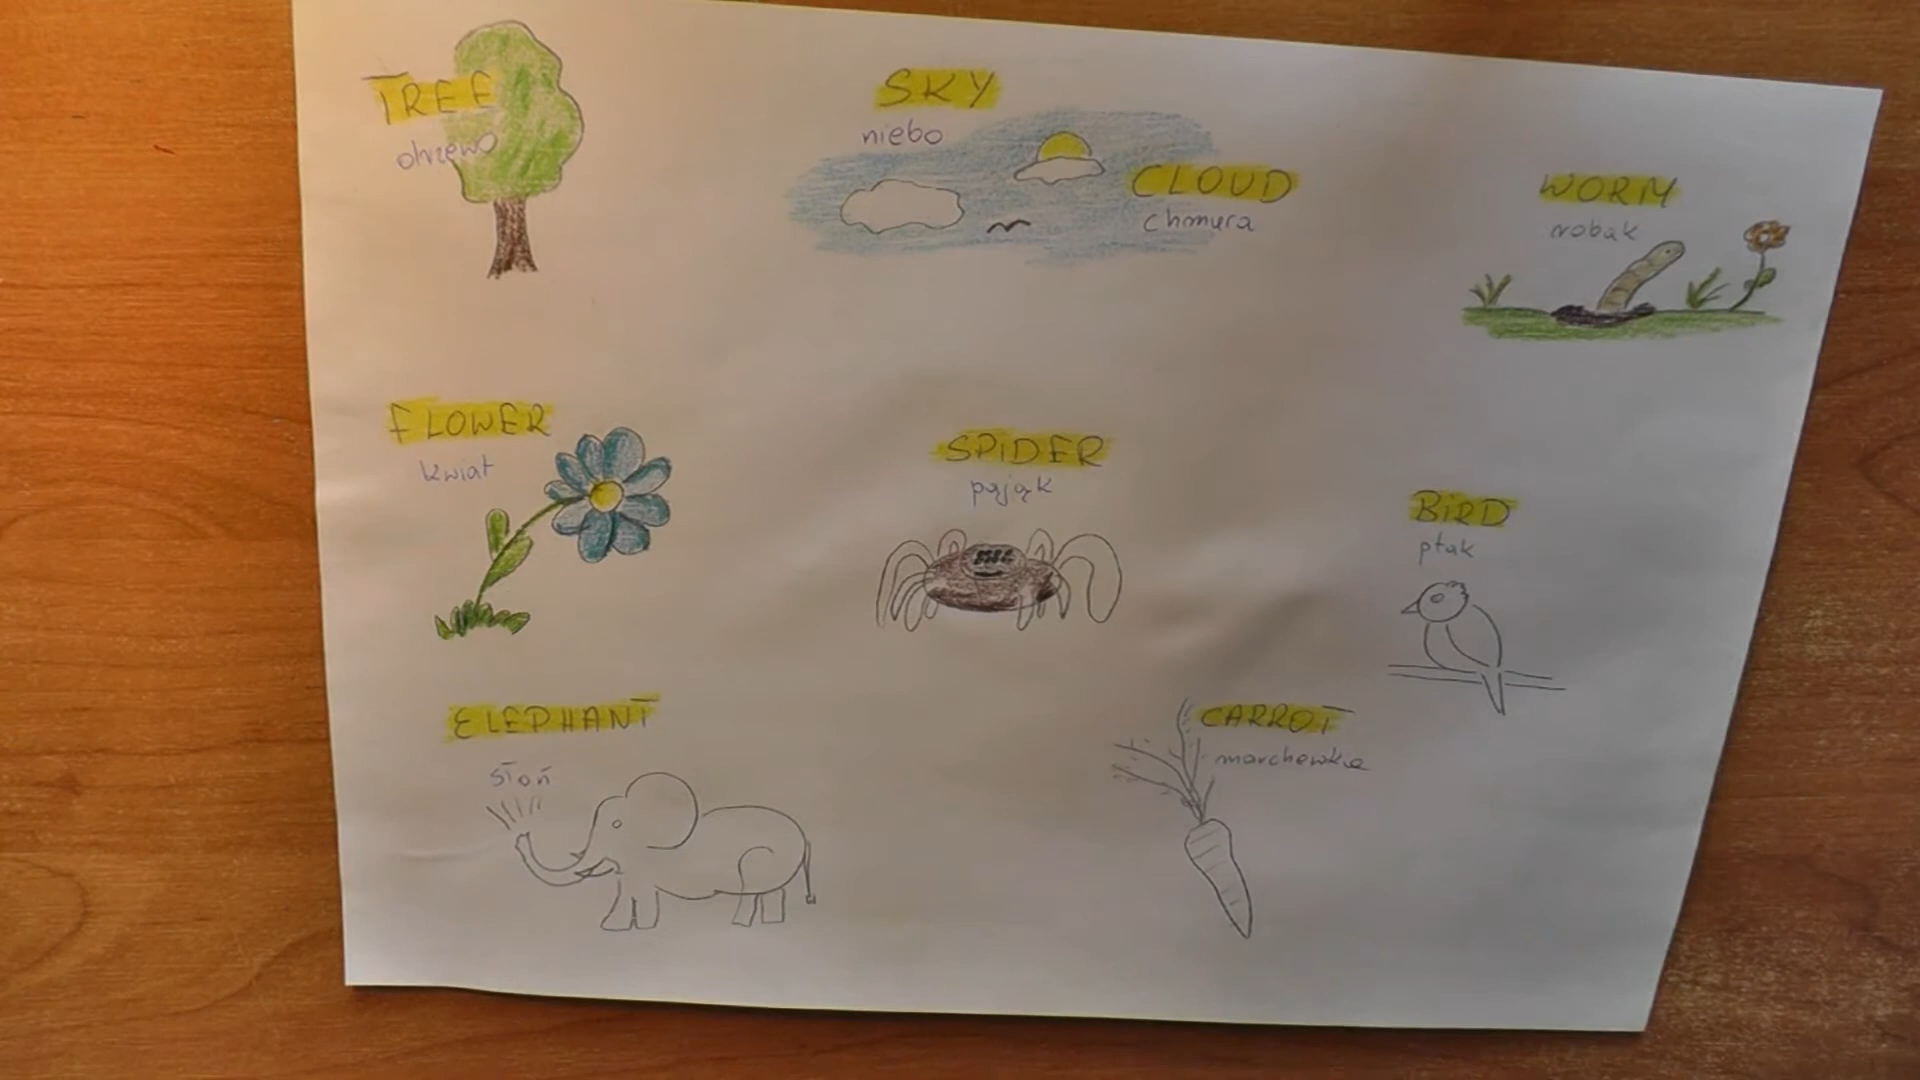 TREE
drzewo
SKY
niebo
CLOUD
chmura
WORM
robak
FLOWER
kwiat
SPIDER
pająk
BIRD
ptak
ELEPHANT
słoń
CARROT
marchewka